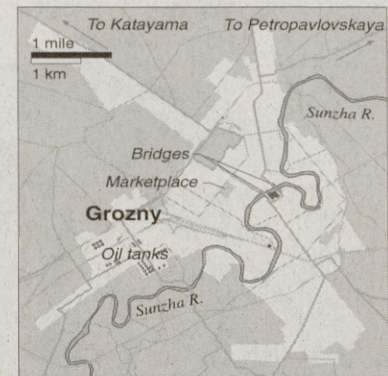 To Katayama
To Petropavlovskaya
1 mile
1 km
Sunzha R.
Bridges
Marketplace
Grozny
Oil tanks
Sunzha R.